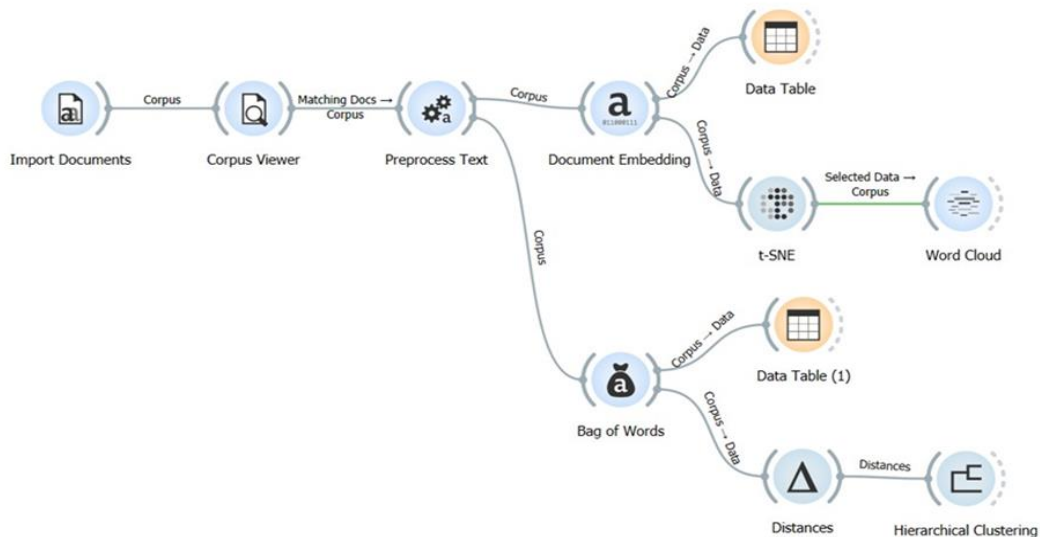 Corpus → Data
Data Table
Corpus
Matching Docs →
Corpus
Corpus
a
a
a
011000111
Import Documents
Corpus Viewer
Preprocess Text
Document Embedding
Corpus → Data
Selected Data →
Corpus
t-SNE
Word Cloud
Corpus
Corpus → Data
Data Table (1)
a
Bag of Words
Corpus → Data
Distances
Δ
Distances
Hierarchical Clustering